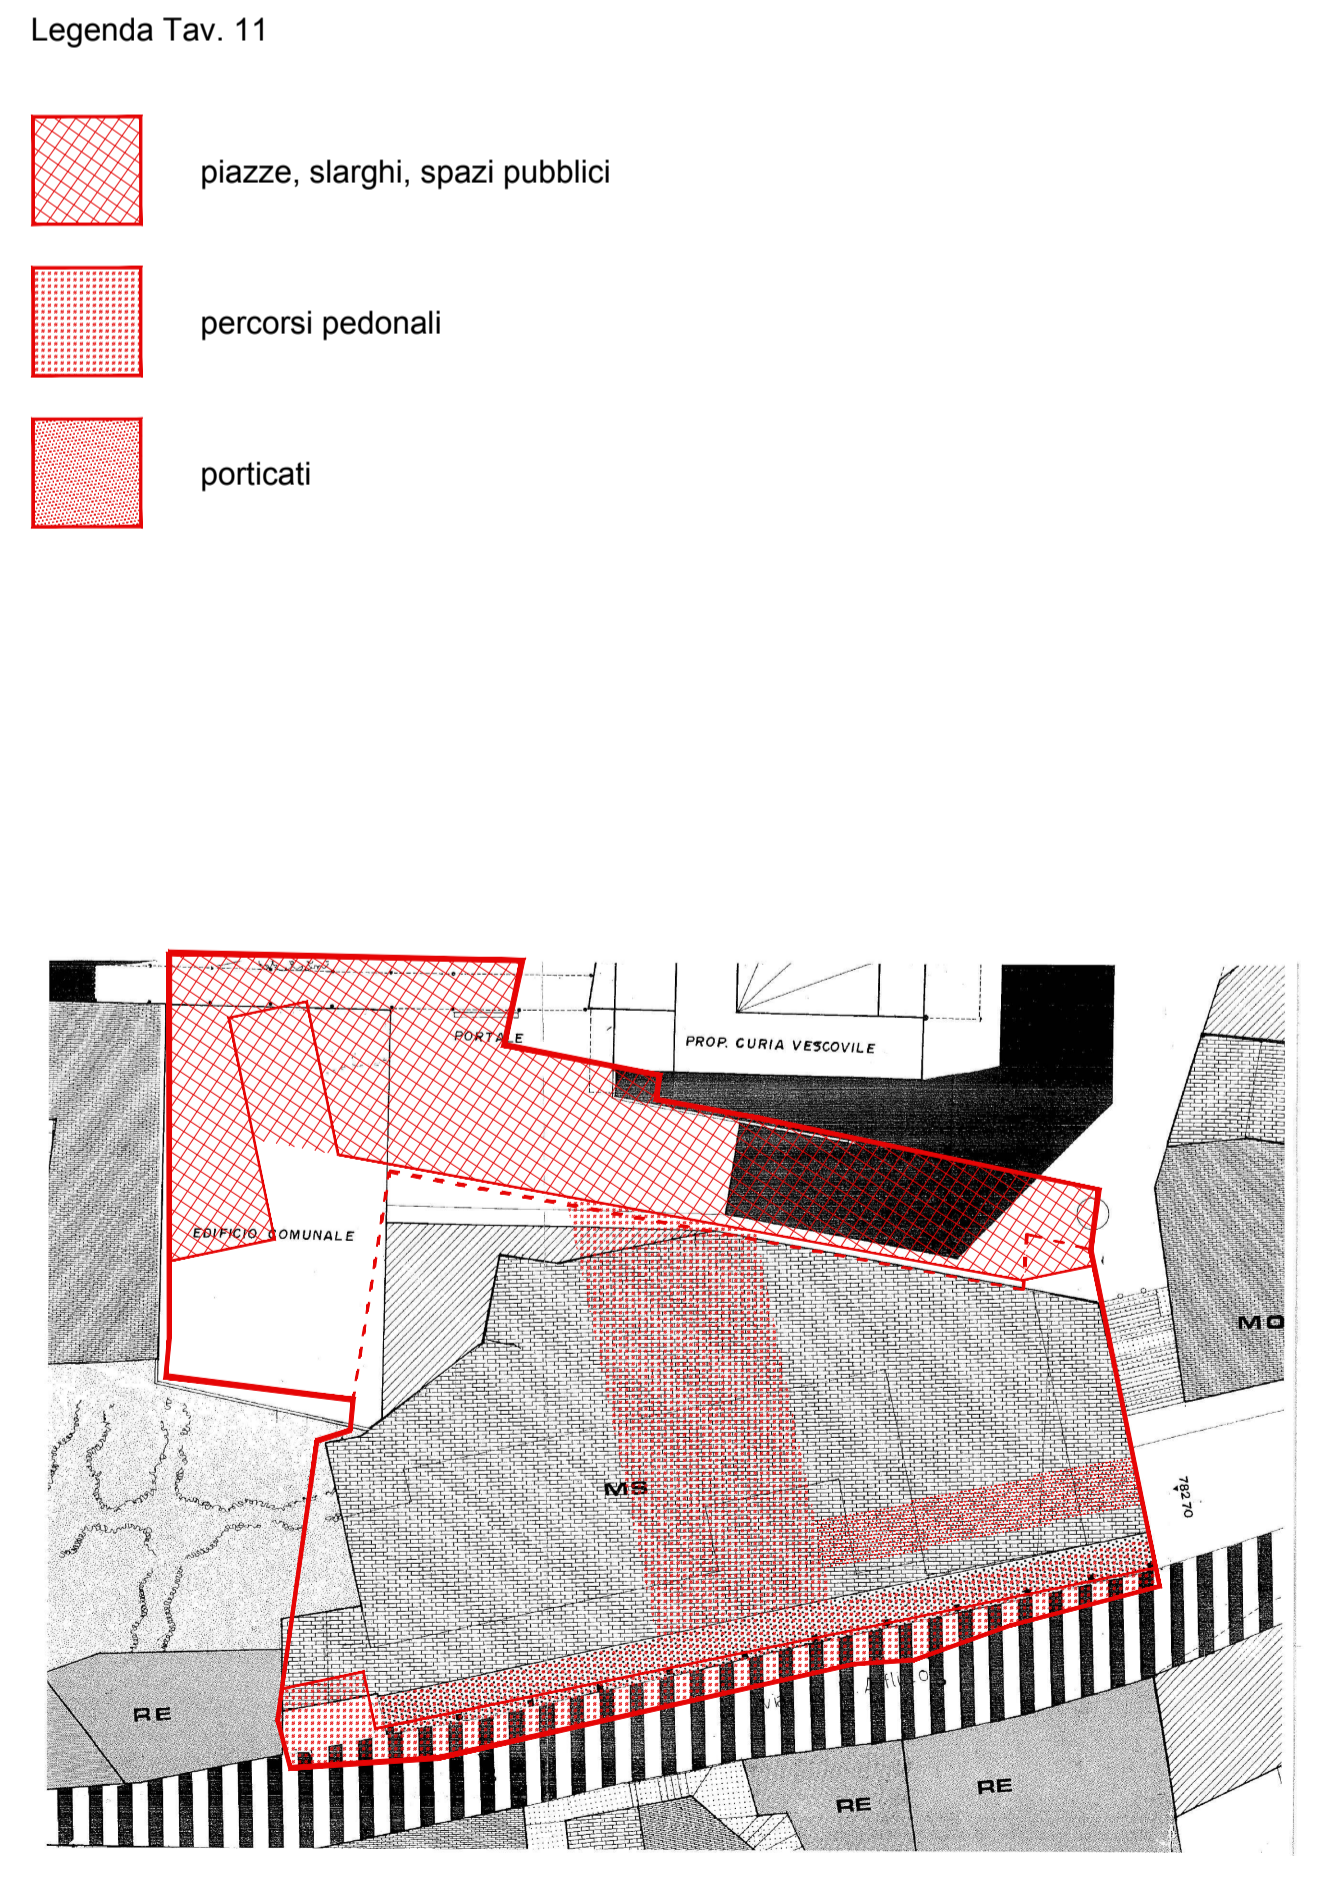 Legenda Tav. 11
piazze, slarghi, spazi pubblici
percorsi pedonali
porticati
PORTALE
PROP. CURIA VESCOVILE
EDIFICIO COMUNALE
MO
MS
782 70
RE
RE
RE